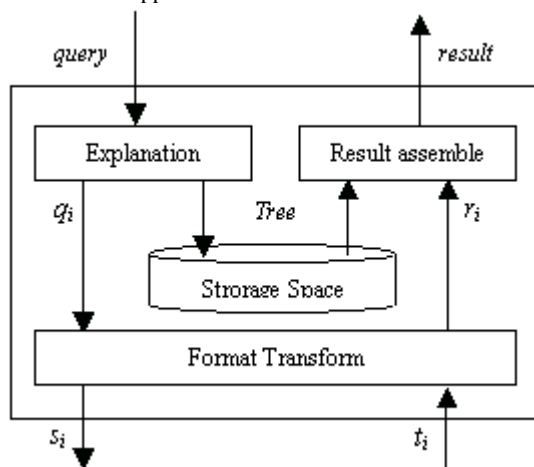 query
result
Explanation
Result assemble
qi
Tree
ri
Strorage Space
Format Transform
si
ti